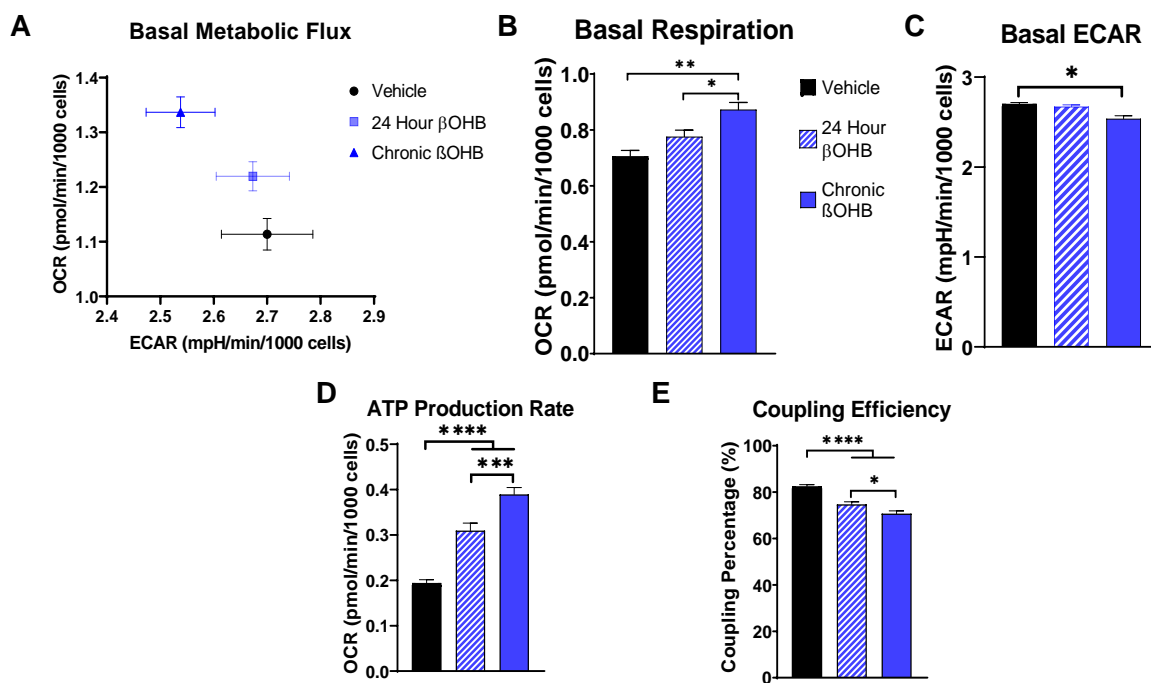 A
Basal Metabolic Flux
OCR (pmol/min/1000 cells)
1.4
1.3
1.2
1.1
1.0
2.4 2.5 2.6 2.7 2.8 2.9
ECAR (mpH/min/1000 cells)
Vehicle
24 Hour βOHB
Chronic ßOHB
B
Basal Respiration
OCR (pmol/min/1000 cells)
1.0
0.8
0.6
0.4
0.2
0.0
**
*
Vehicle
24 Hour
βOHB
Chronic
ßOHB
C
Basal ECAR
ECAR (mpH/min/1000 cells)
3
2
1
0
*
D
ATP Production Rate
OCR (pmol/min/1000 cells)
0.5
0.4
0.3
0.2
0.1
0.0
****
***
E
Coupling Efficiency
Coupling Percentage (%)
100
80
60
40
20
0
****
*